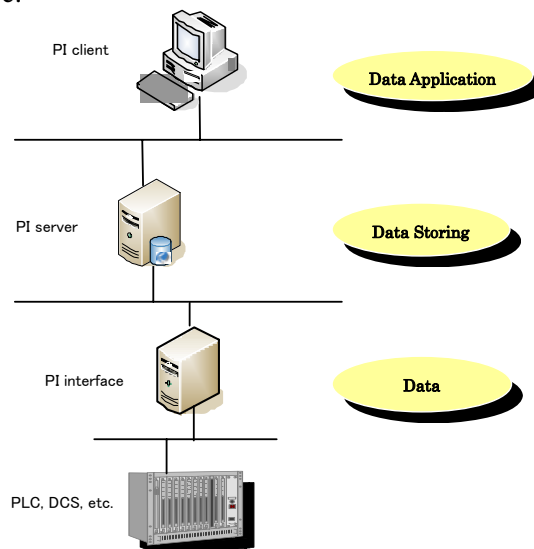 PI client
Data Application
PI server
Data Storing
PI interface
Data
PLC, DCS, etc.